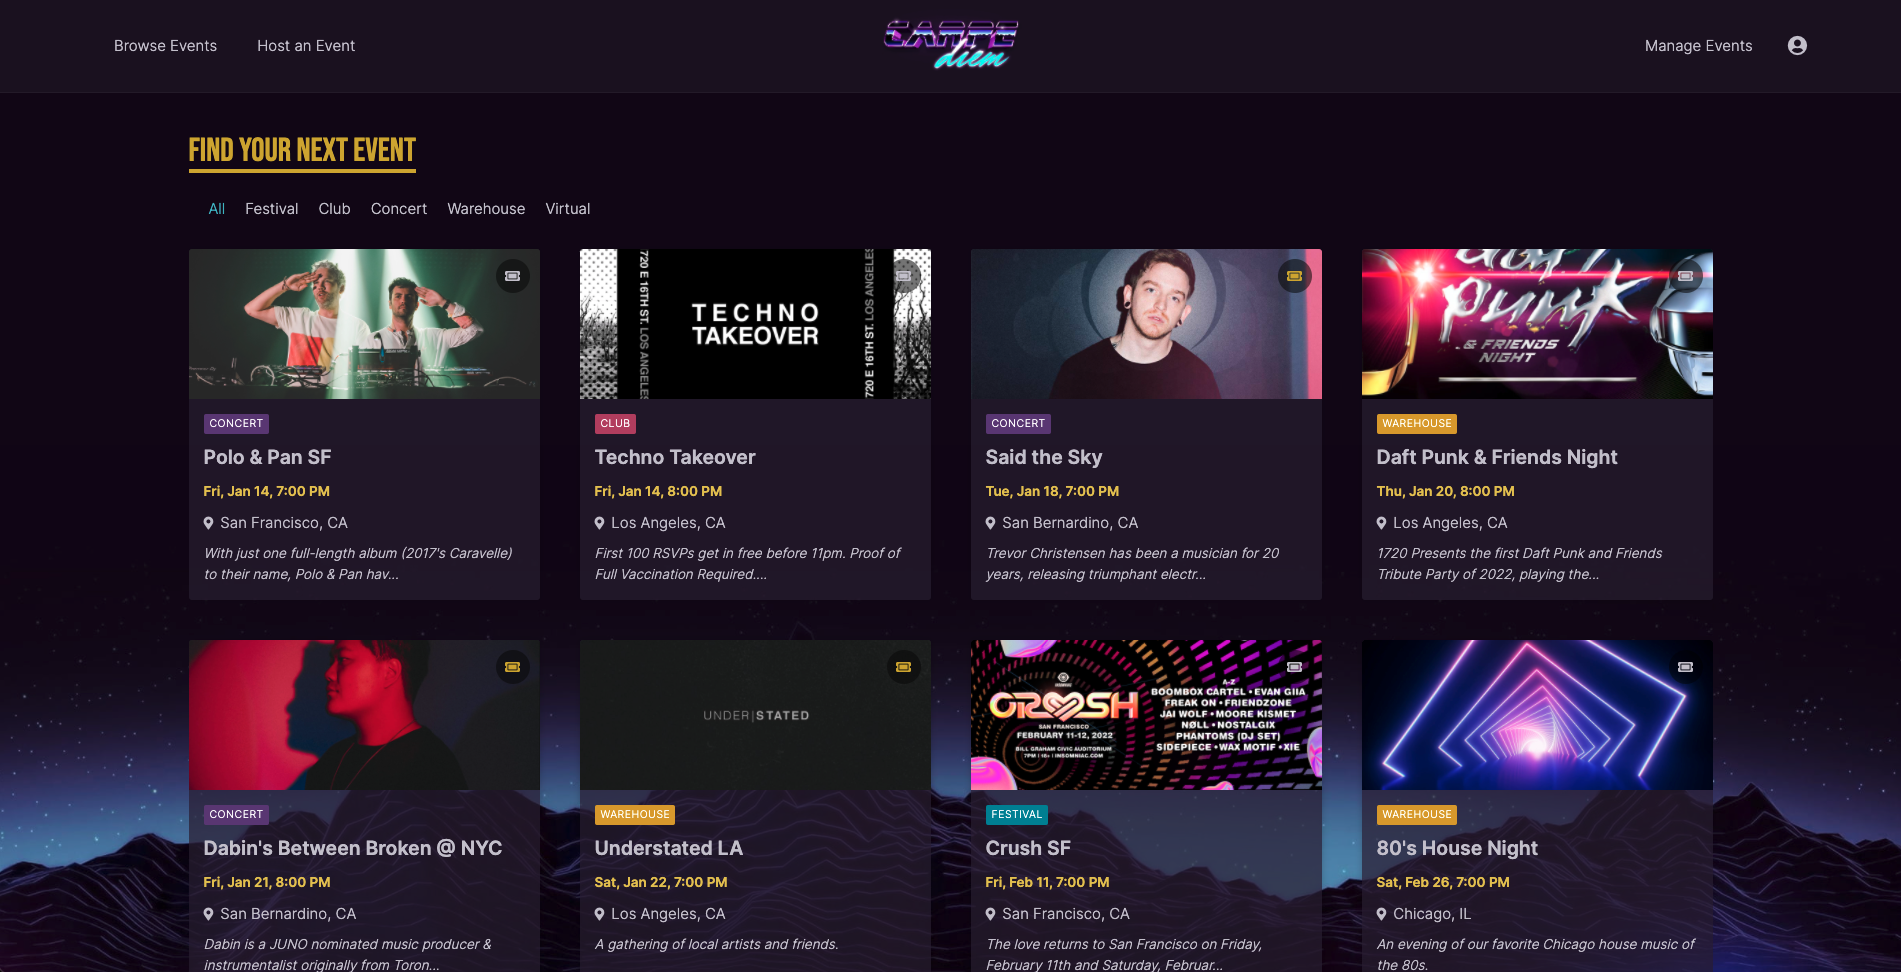 Browse Events
Host an Event
CARPE
diem
Manage Events
FIND YOUR NEXT EVENT
All
Festival
Club
Concert
Warehouse
Virtual
720 E 16TH ST. LOS ANGELES
TECHNO
TAKEOVER
720 E 16TH ST. LOS ANGELES
punk
& FRIENDS
NIGHT
CONCERT
Polo & Pan SF
Fri, Jan 14, 7:00 PM
San Francisco, CA
With just one full-length album (2017's Caravelle)
to their name, Polo & Pan hav...
CLUB
Techno Takeover
Fri, Jan 14, 8:00 PM
Los Angeles, CA
First 100 RSVPs get in free before 11pm. Proof of
Full Vaccination Required....
CONCERT
Said the Sky
Tue, Jan 18, 7:00 PM
San Bernardino, CA
Trevor Christensen has been a musician for 20
years, releasing triumphant electr...
WAREHOUSE
Daft Punk & Friends Night
Thu, Jan 20, 8:00 PM
Los Angeles, CA
1720 Presents the first Daft Punk and Friends
Tribute Party of 2022, playing the...
UNDER|STATED
CRUSH
SAN FRANCISCO
FEBRUARY 11-12, 2022
BILL GRAHAM CIVIC AUDITORIUM
7PM | 18+ | INSOMNIAC.COM
A-Z
BOOMBOX CARTEL • EVAN GIIA
FREAK ON • FRIENDZONE
JAI WOLF • MOORE KISMET
NØLL • NOSTALGIX
PHANTOMS (DJ SET)
SIDEPIECE • WAX MOTIF • XIE
CONCERT
Dabin's Between Broken @ NYC
Fri, Jan 21, 8:00 PM
San Bernardino, CA
Dabin is a JUNO nominated music producer &
instrumentalist originally from Toron...
WAREHOUSE
Understated LA
Sat, Jan 22, 7:00 PM
Los Angeles, CA
A gathering of local artists and friends.
FESTIVAL
Crush SF
Fri, Feb 11, 7:00 PM
San Francisco, CA
The love returns to San Francisco on Friday,
February 11th and Saturday, Februar...
WAREHOUSE
80's House Night
Sat, Feb 26, 7:00 PM
Chicago, IL
An evening of our favorite Chicago house music of
the 80s.